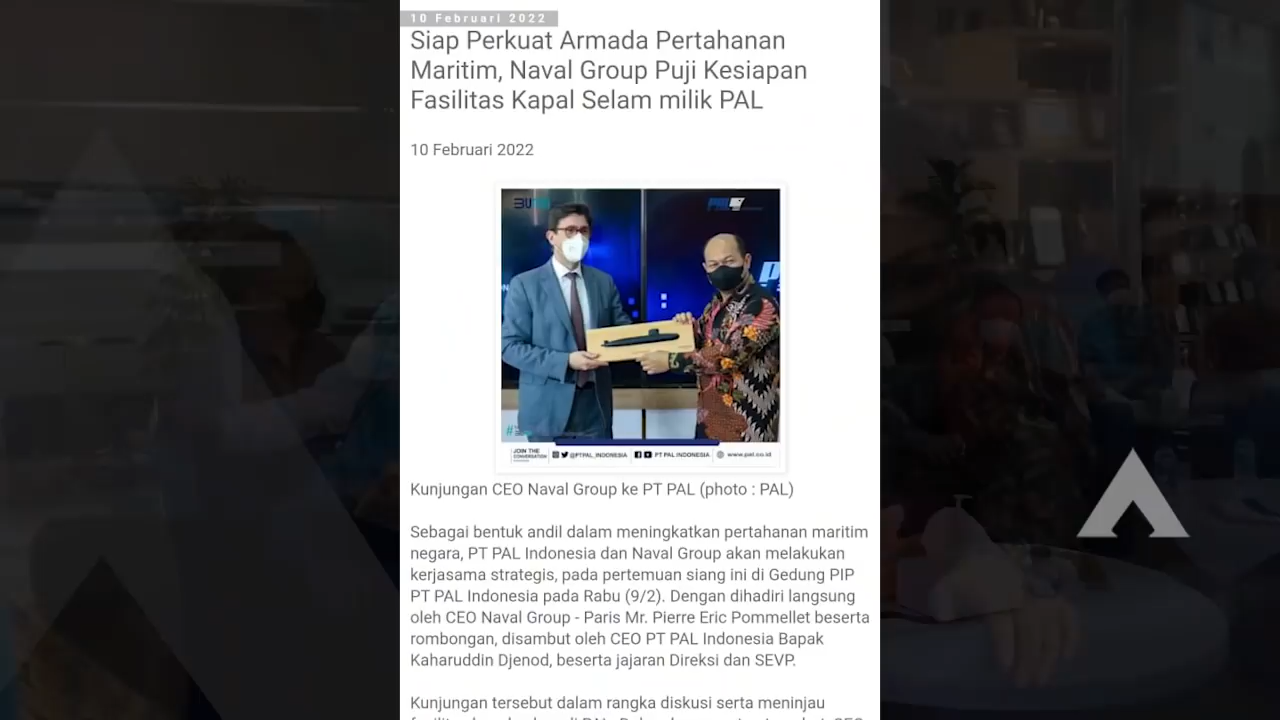 10 Februari 2022
Siap Perkuat Armada Pertahanan
Maritim, Naval Group Puji Kesiapan
Fasilitas Kapal Selam milik PAL
10 Februari 2022
JOIN THE
CONVERSATION
@PTPAL_INDONESIA
PT PAL INDONESIA
www.pal.co.id
Kunjungan CEO Naval Group ke PT PAL (photo : PAL)
Sebagai bentuk andil dalam meningkatkan pertahanan maritim
negara, PT PAL Indonesia dan Naval Group akan melakukan
kerjasama strategis, pada pertemuan siang ini di Gedung PIP
PT PAL Indonesia pada Rabu (9/2). Dengan dihadiri langsung
oleh CEO Naval Group - Paris Mr. Pierre Eric Pommellet beserta
rombongan, disambut oleh CEO PT PAL Indonesia Bapak
Kaharuddin Djenod, beserta jajaran Direksi dan SEVP.
Kunjungan tersebut dalam rangka diskusi serta meninjau